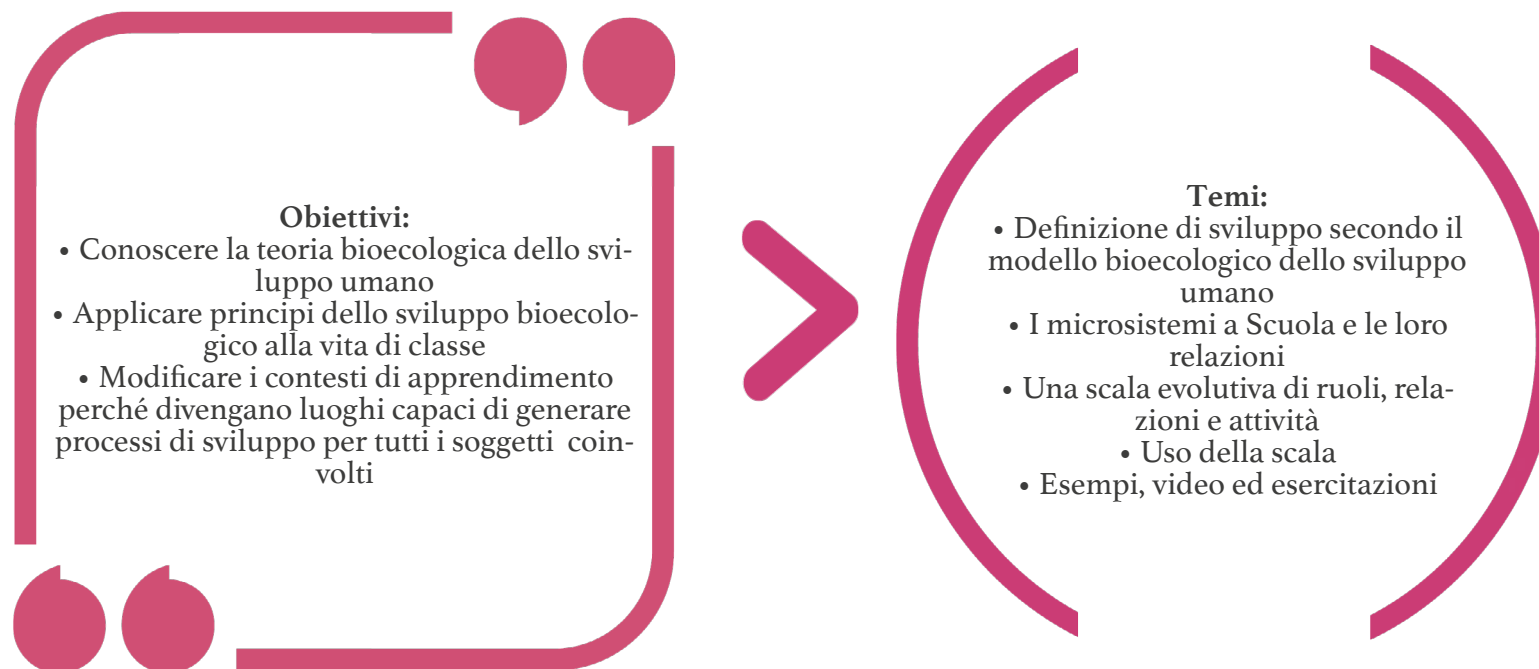 Obiettivi:
• Conoscere la teoria bioecologica dello svi-
luppo umano
• Applicare principi dello sviluppo bioecolo-
gico alla vita di classe
• Modificare i contesti di apprendimento
perché divengano luoghi capaci di generare
processi di sviluppo per tutti i soggetti coin-
volti
Temi:
• Definizione di sviluppo secondo il
modello bioecologico dello sviluppo
umano
• I microsistemi a Scuola e le loro
relazioni
• Una scala evolutiva di ruoli, rela-
zioni e attività
• Uso della scala
• Esempi, video ed esercitazioni